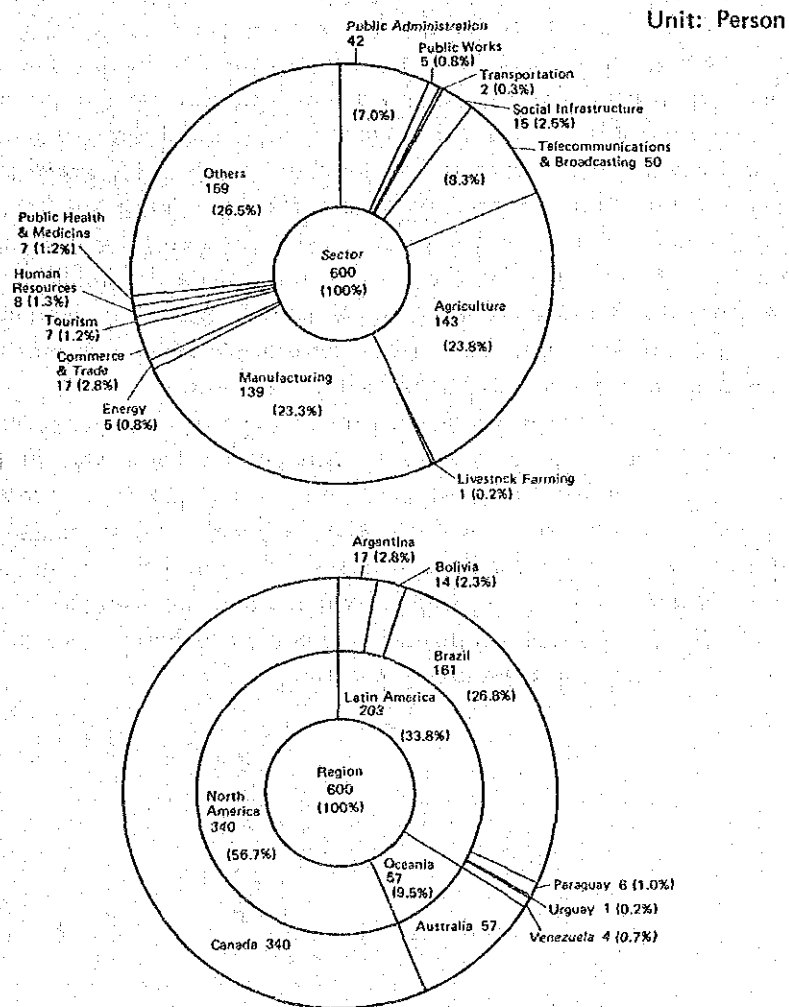 Unit: Person
Public Administration
42
(7.0%)
Public Works
5 (0.8%)
Transportation
2 (0.3%)
Social Infrastructure
15 (2.5%)
Telecommunications
& Broadcasting 50
(8.3%)
Others
159
(26.5%)
Sector
600
(100%)
Public Health
& Medicine
7 (1.2%)
Human
Resources
8 (1.3%)
Tourism
7 (1.2%)
Commerce
& Trade
17 (2.8%)
Energy
5 (0.8%)
Agriculture
143
(23.8%)
Manufacturing
139
(23.3%)
Livestock Farming
1 (0.2%)
Argentina
17 (2.8%)
Bolivia
14 (2.3%)
Brazil
161
(26.8%)
Latin America
203
(33.8%)
Region
600
(100%)
North
America
340
(56.7%)
Oceania
57
(9.5%)
Paraguay 6 (1.0%)
Urguay 1 (0.2%)
Venezuela 4 (0.7%)
Australia 57
Canada 340